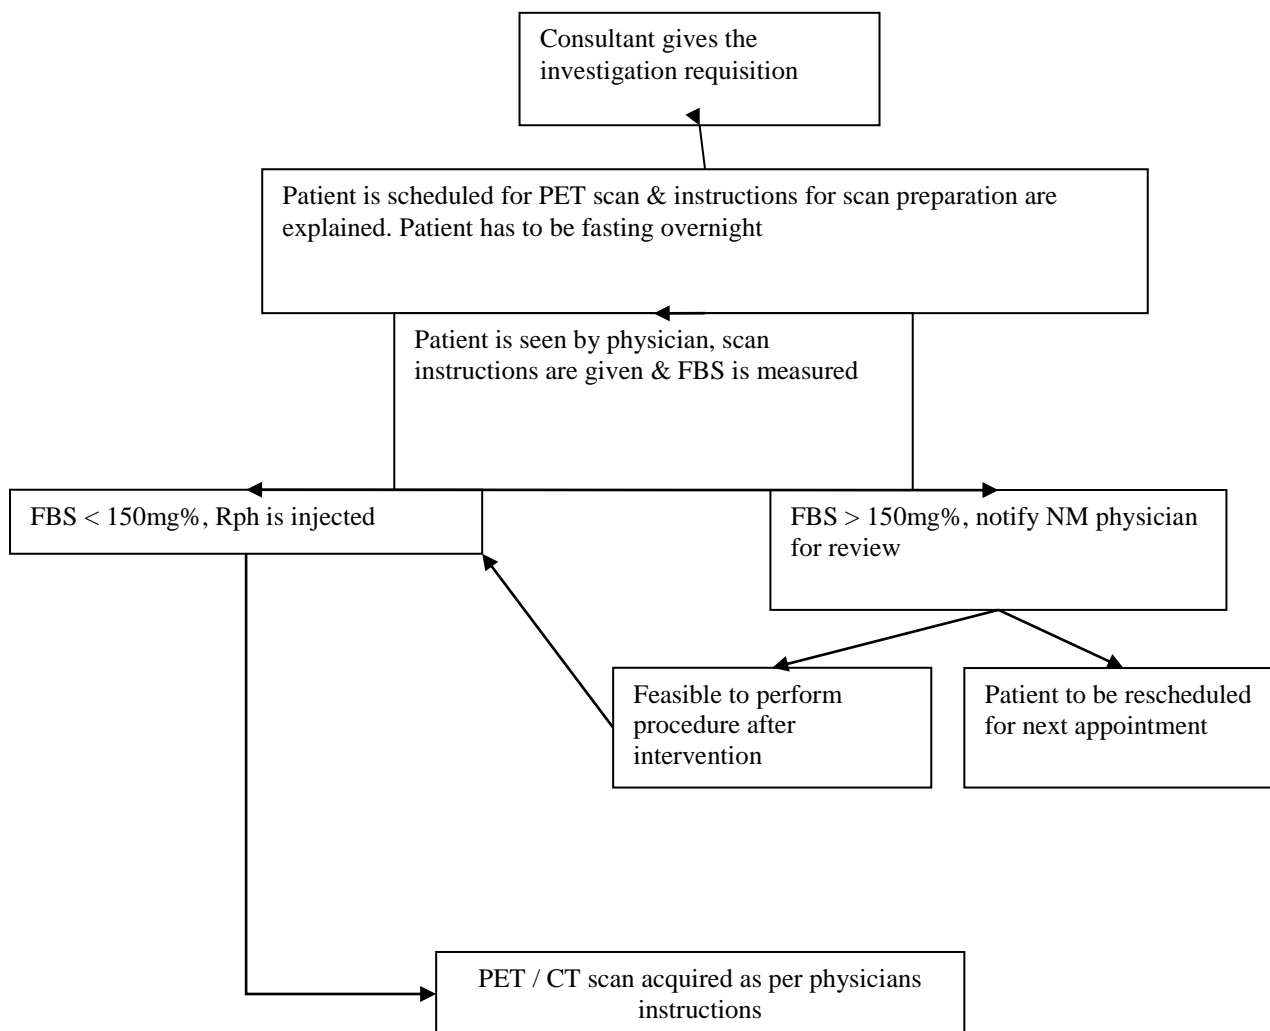 Consultant gives the
investigation requisition
Patient is scheduled for PET scan & instructions for scan preparation are
explained. Patient has to be fasting overnight
Patient is seen by physician, scan
instructions are given & FBS is measured
FBS < 150mg%, Rph is injected
FBS > 150mg%, notify NM physician
for review
Feasible to perform
procedure after
intervention
Patient to be rescheduled
for next appointment
PET / CT scan acquired as per physicians
instructions